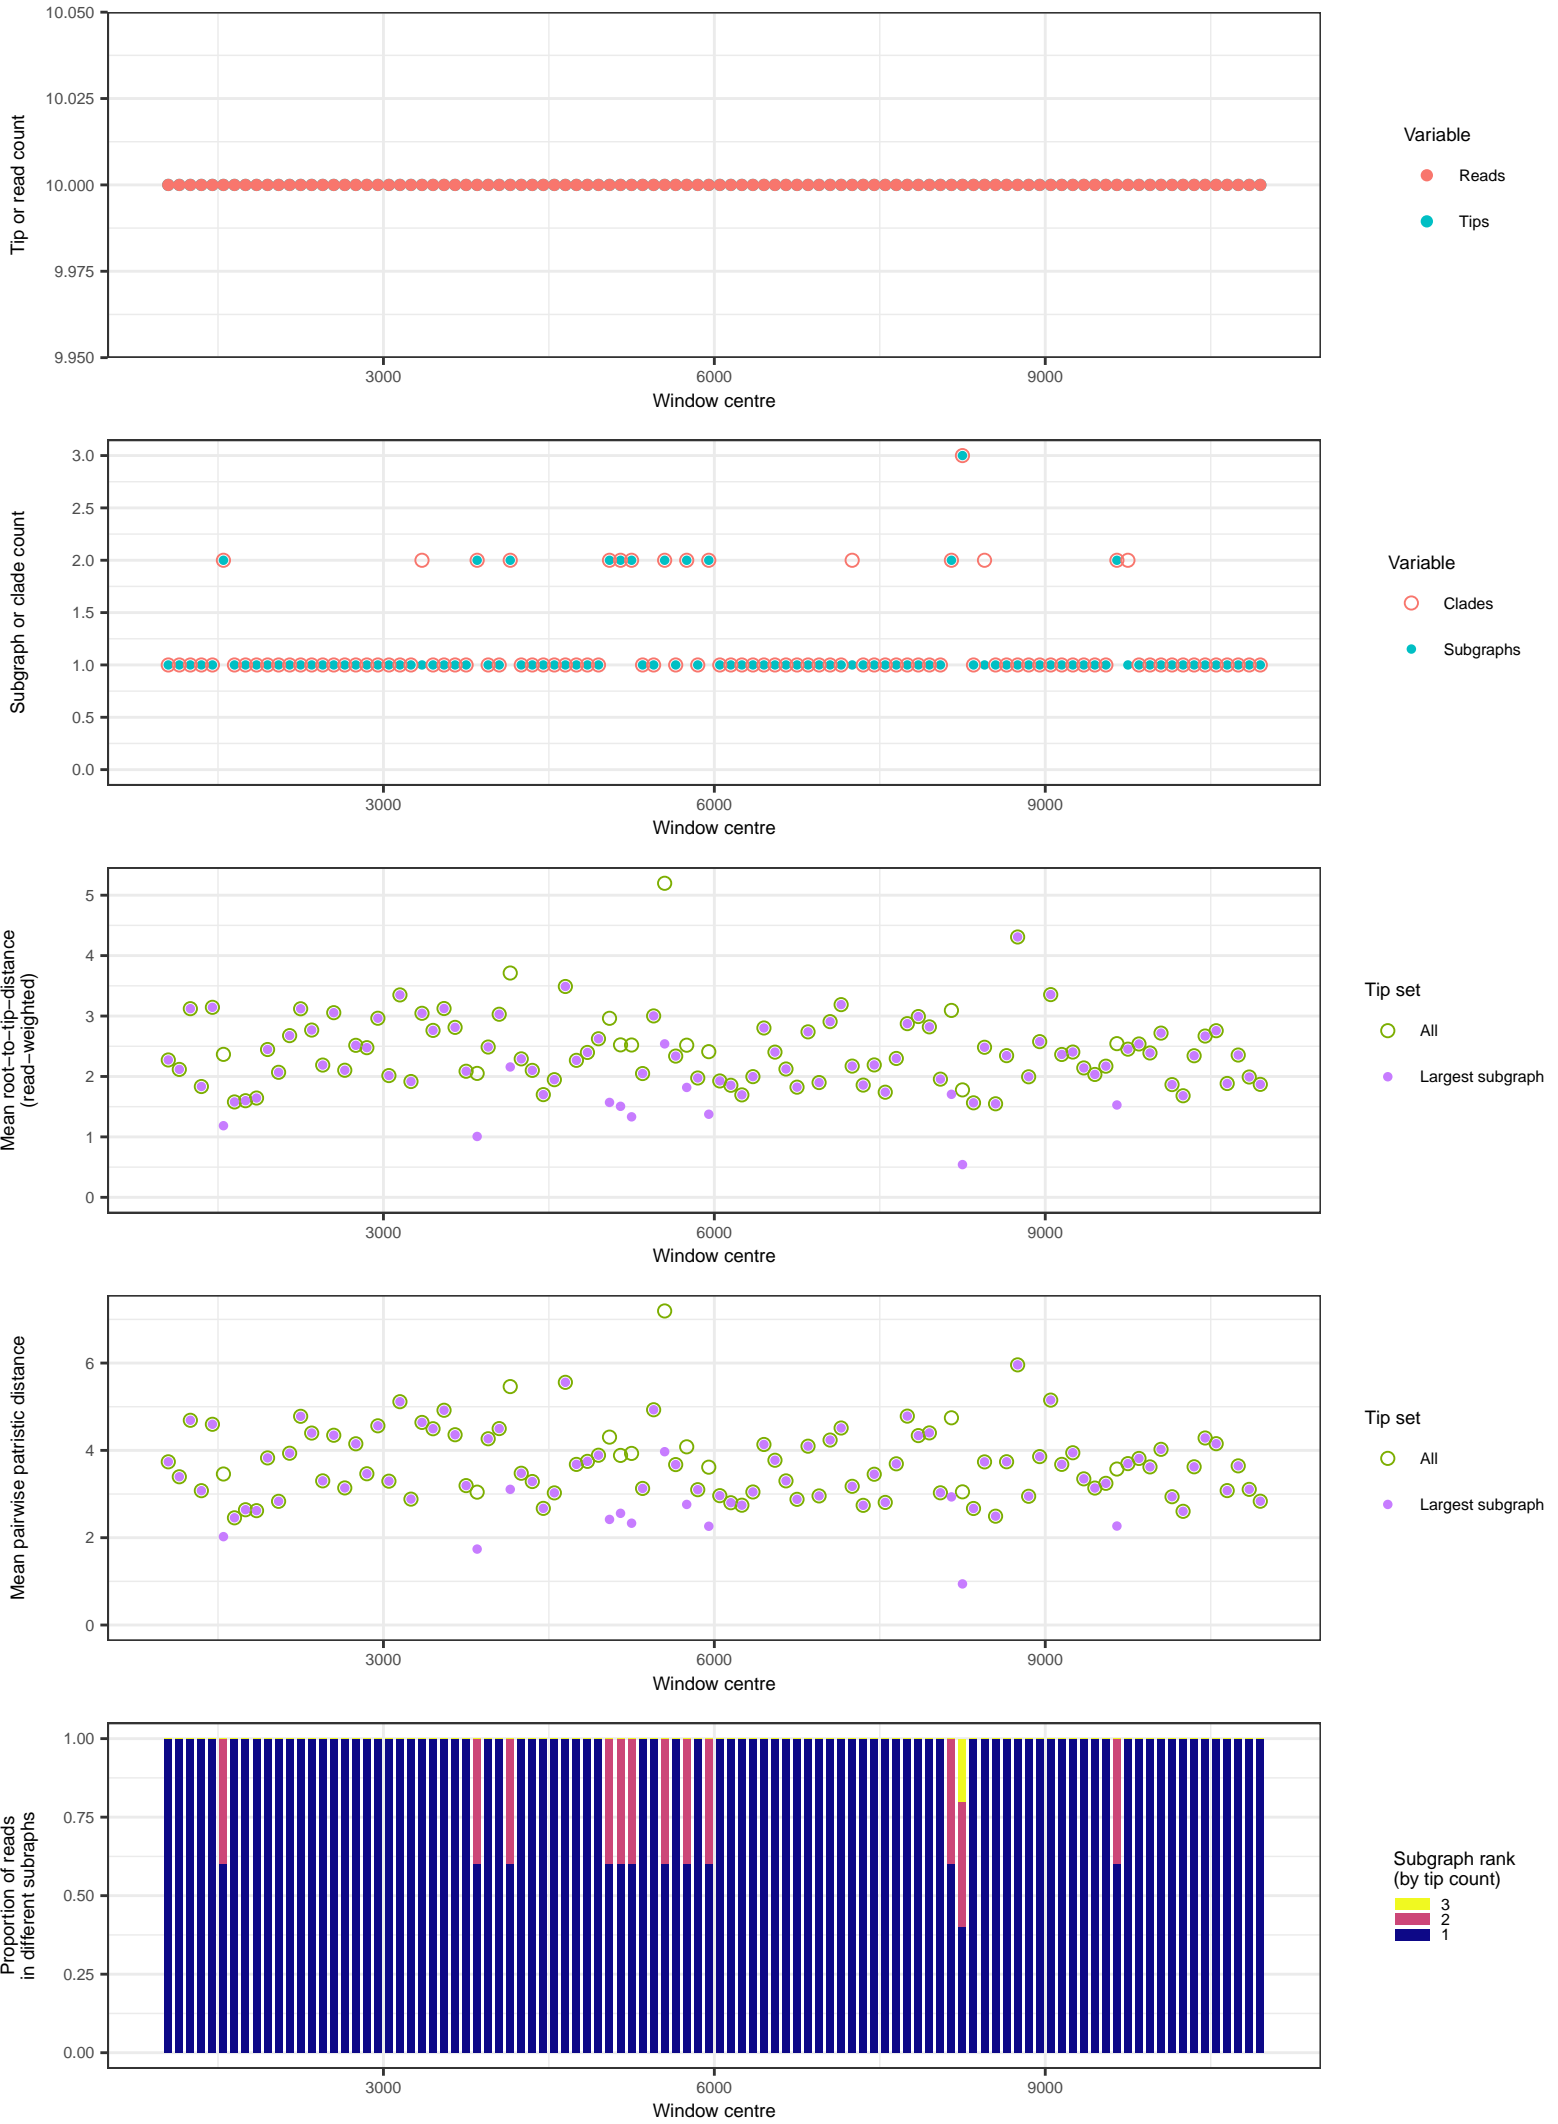 10.050
10.025
10.000
9.975
9.950
Tip or read count
3000 6000 9000
Window centre
Variable
Reads
Tips
3.0
2.5
2.0
1.5
1.0
0.5
0.0
Subgraph or clade count
3000 6000 9000
Window centre
Variable
Clades
Subgraphs
5
4
3
2
1
0
Mean root−to−tip−distance
(read−weighted)
3000 6000 9000
Window centre
Tip set
All
Largest subgraph
6
4
2
0
Mean pairwise patristic distance
3000 6000 9000
Window centre
Tip set
All
Largest subgraph
1.00
0.75
0.50
0.25
0.00
Proportion of reads
in different subraphs
3000 6000 9000
Window centre
Subgraph rank
(by tip count)
3
2
1